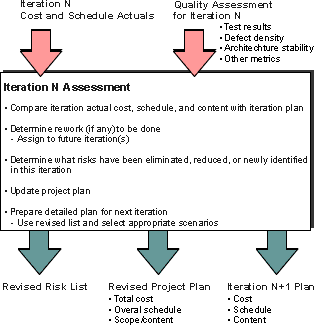 Iteration N
Cost and Schedule Actuals
Quality Assessment
for Iteration N
• Test results
• Defect density
• Architechture stability
• Other metrics
Iteration N Assessment
• Compare iteration actual cost, schedule, and content with iteration plan
• Determine rework (if any)to be done
- Assign to future iteration(s)
• Determine what risks have been eliminated, reduced, or newly identified
in this iteration
• Update project plan
• Prepare detailed plan for next iteration
- Use revised list and select appropriate scenarios
Revised Risk List
Revised Project Plan
• Total cost
• Overal schedule
• Scope/content
Iteration N+1 Plan
• Cost
• Schedule
• Content